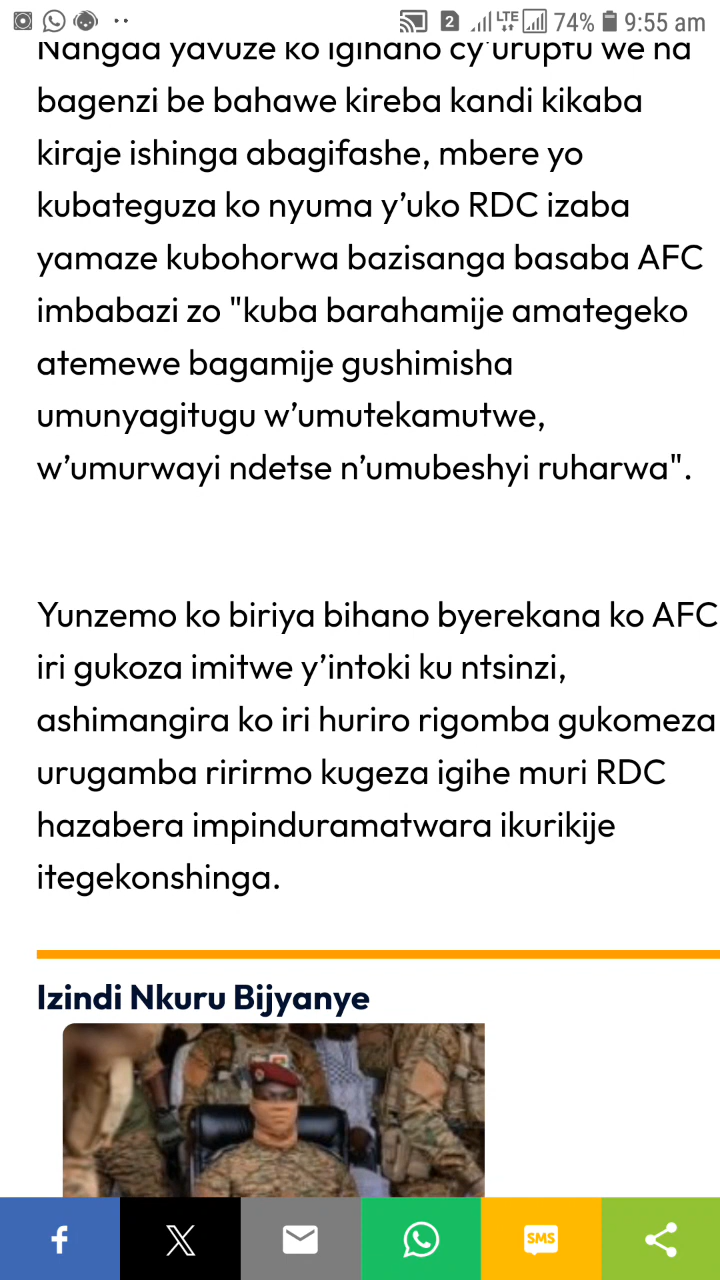 2 LTE 74% 9:55 am
Nangaa yavuze ko igihano cy'urupfu we na
bagenzi be bahawe kireba kandi kikaba
kiraje ishinga abagifashe, mbere yo
kubateguza ko nyuma y’uko RDC izaba
yamaze kubohorwa bazisanga basaba AFC
imbabazi zo "kuba barahamije amategeko
atemewe bagamije gushimisha
umunyagitugu w’umutekamutwe,
w’umurwayi ndetse n’umubeshyi ruharwa".
Yunzemo ko biriya bihano byerekana ko AFC
iri gukoza imitwe y’intoki ku ntsinzi,
ashimangira ko iri huriro rigomba gukomeza
urugamba ririrmo kugeza igihe muri RDC
hazabera impinduramatwara ikurikije
itegekonshinga.
Izindi Nkuru Bijyanye
SMS